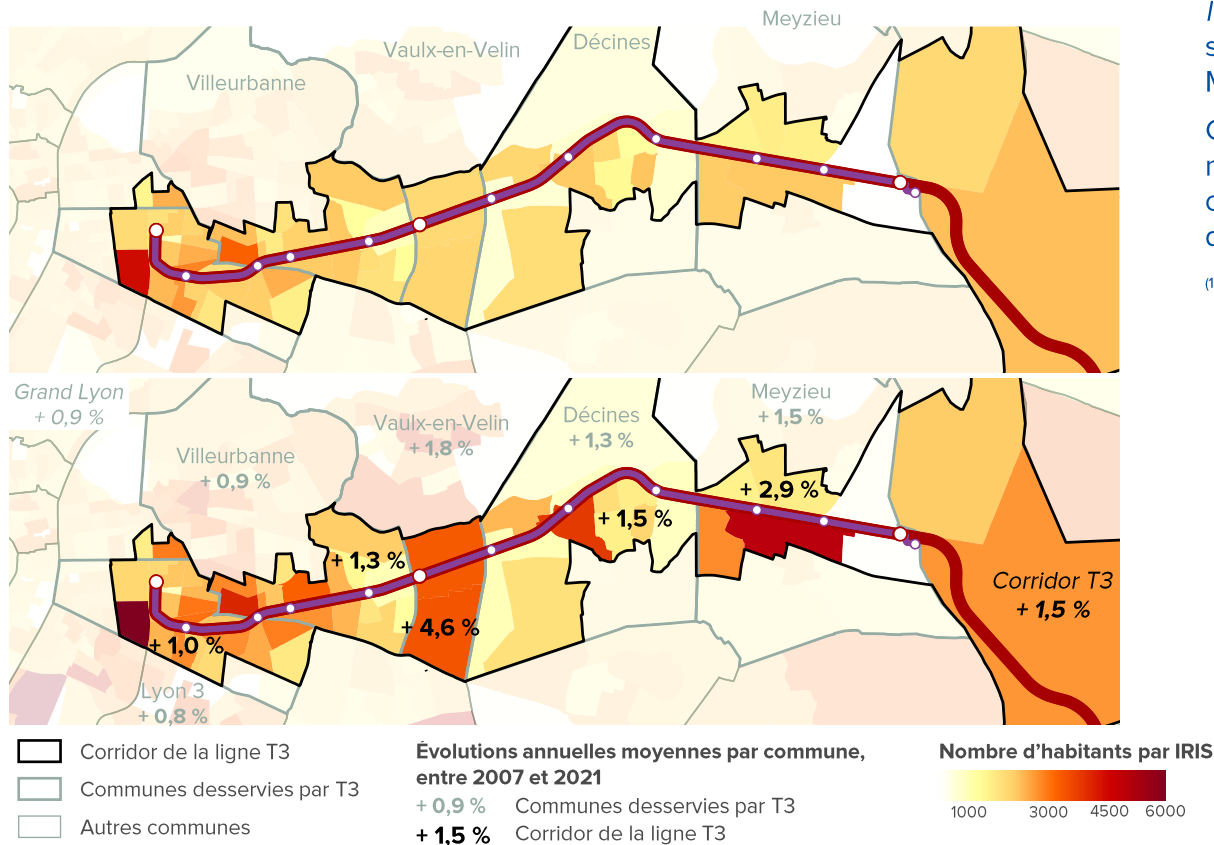 Meyzieu
Décines
Vaulx-en-Velin
Villeurbanne
Grand Lyon
+ 0,9 %
Meyzieu
+ 1,5 %
Décines
+ 1,3 %
Vaulx-en-Velin
+ 1,8 %
Villeurbanne
+ 0,9 %
+ 2,9 %
+ 1,5 %
+ 1,3 %
Corridor T3
+ 1,5 %
+ 4,6 %
+ 1,0 %
Lyon 3
+ 0,8 %
Corridor de la ligne T3
Communes desservies par T3
Autres communes
Évolutions annuelles moyennes par commune,
entre 2007 et 2021
+ 0,9 % Communes desservies par T3
+ 1,5 % Corridor de la ligne T3
Nombre d’habitants par IRIS
1000 3000 4500 6000